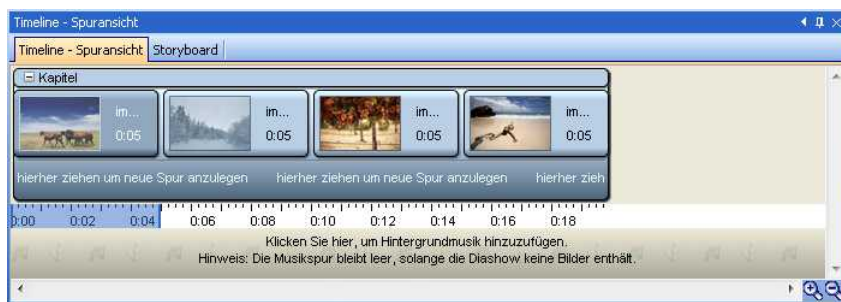 Timeline - Spuransicht
Timeline - Spuransicht Storyboard
Kapitel
im... im... im... im...
0:05 0:05 0:05 0:05
hierher ziehen um neue Spur anzulegen hierher ziehen um neue Spur anzulegen hierher zieh
0:00 0:02 0:04 0:06 0:08 0:10 0:12 0:14 0:16 0:18
Klicken Sie hier, um Hintergrundmusik hinzuzufügen.
Hinweis: Die Musikspur bleibt leer, solange die Diashow keine Bilder enthält.